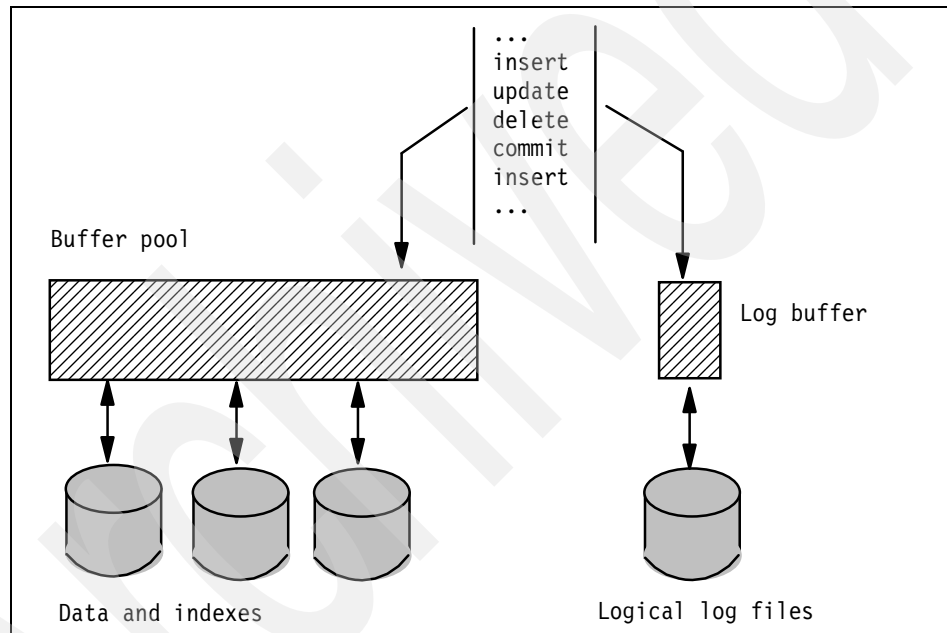 ...
insert
update
delete
commit
insert
...
Buffer pool
Log buffer
Data and indexes
Logical log files